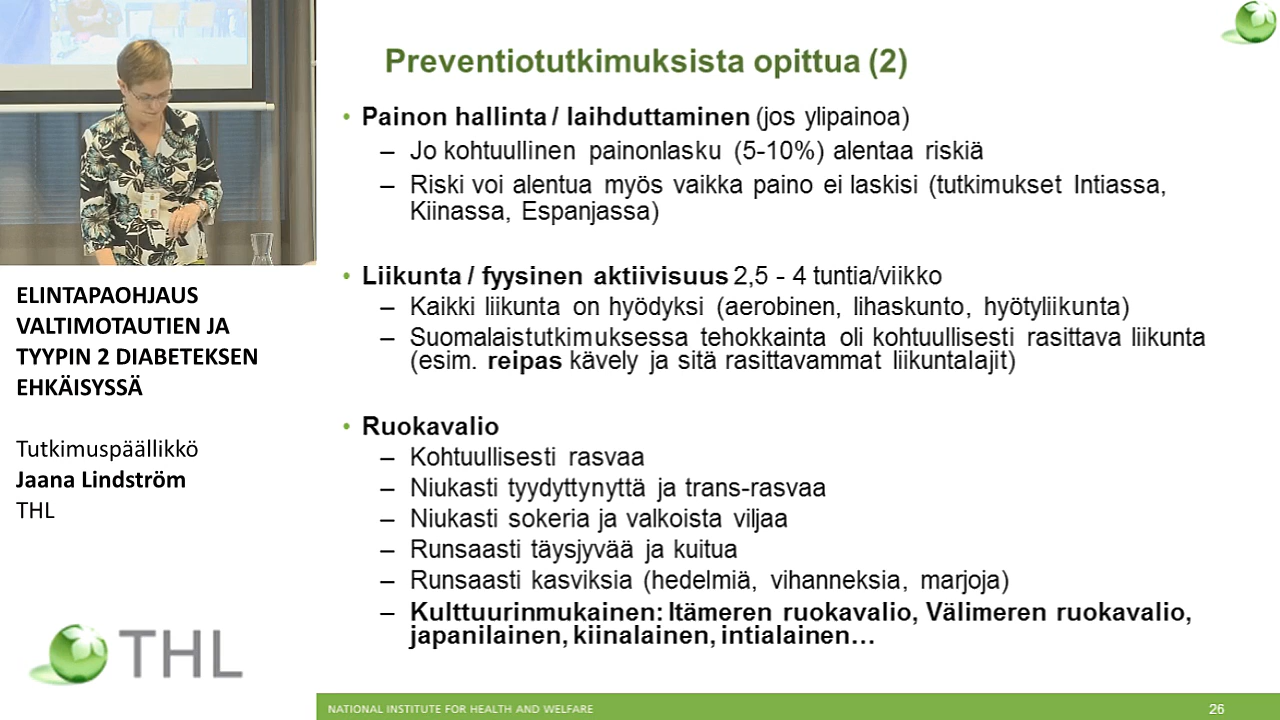 Preventiotutkimuksista opittua (2)
• Painon hallinta / laihduttaminen (jos ylipainoa)
– Jo kohtuullinen painonlasku (5-10%) alentaa riskiä
– Riski voi alentua myös vaikka paino ei laskisi (tutkimukset Intiassa,
Kiinassa, Espanjassa)
• Liikunta / fyysinen aktiivisuus 2,5 - 4 tuntia/viikko
– Kaikki liikunta on hyödyksi (aerobinen, lihaskunto, hyötyliikunta)
– Suomalaistutkimuksessa tehokkainta oli kohtuullisesti rasittava liikunta
(esim. reipas kävely ja sitä rasittavammat liikuntalajit)
• Ruokavalio
– Kohtuullisesti rasvaa
– Niukasti tyydyttynyttä ja trans-rasvaa
– Niukasti sokeria ja valkoista viljaa
– Runsaasti täysjyvää ja kuitua
– Runsaasti kasviksia (hedelmiä, vihanneksia, marjoja)
– Kulttuurinmukainen: Itämeren ruokavalio, Välimeren ruokavalio,
japanilainen, kiinalainen, intialainen…
ELINTAPAOHJAUS
VALTIMOTAUTIEN JA
TYYPIN 2 DIABETEKSEN
EHKÄISYSSÄ
Tutkimuspäällikkö
Jaana Lindström
THL
THL
NATIONAL INSTITUTE FOR HEALTH AND WELFARE
26